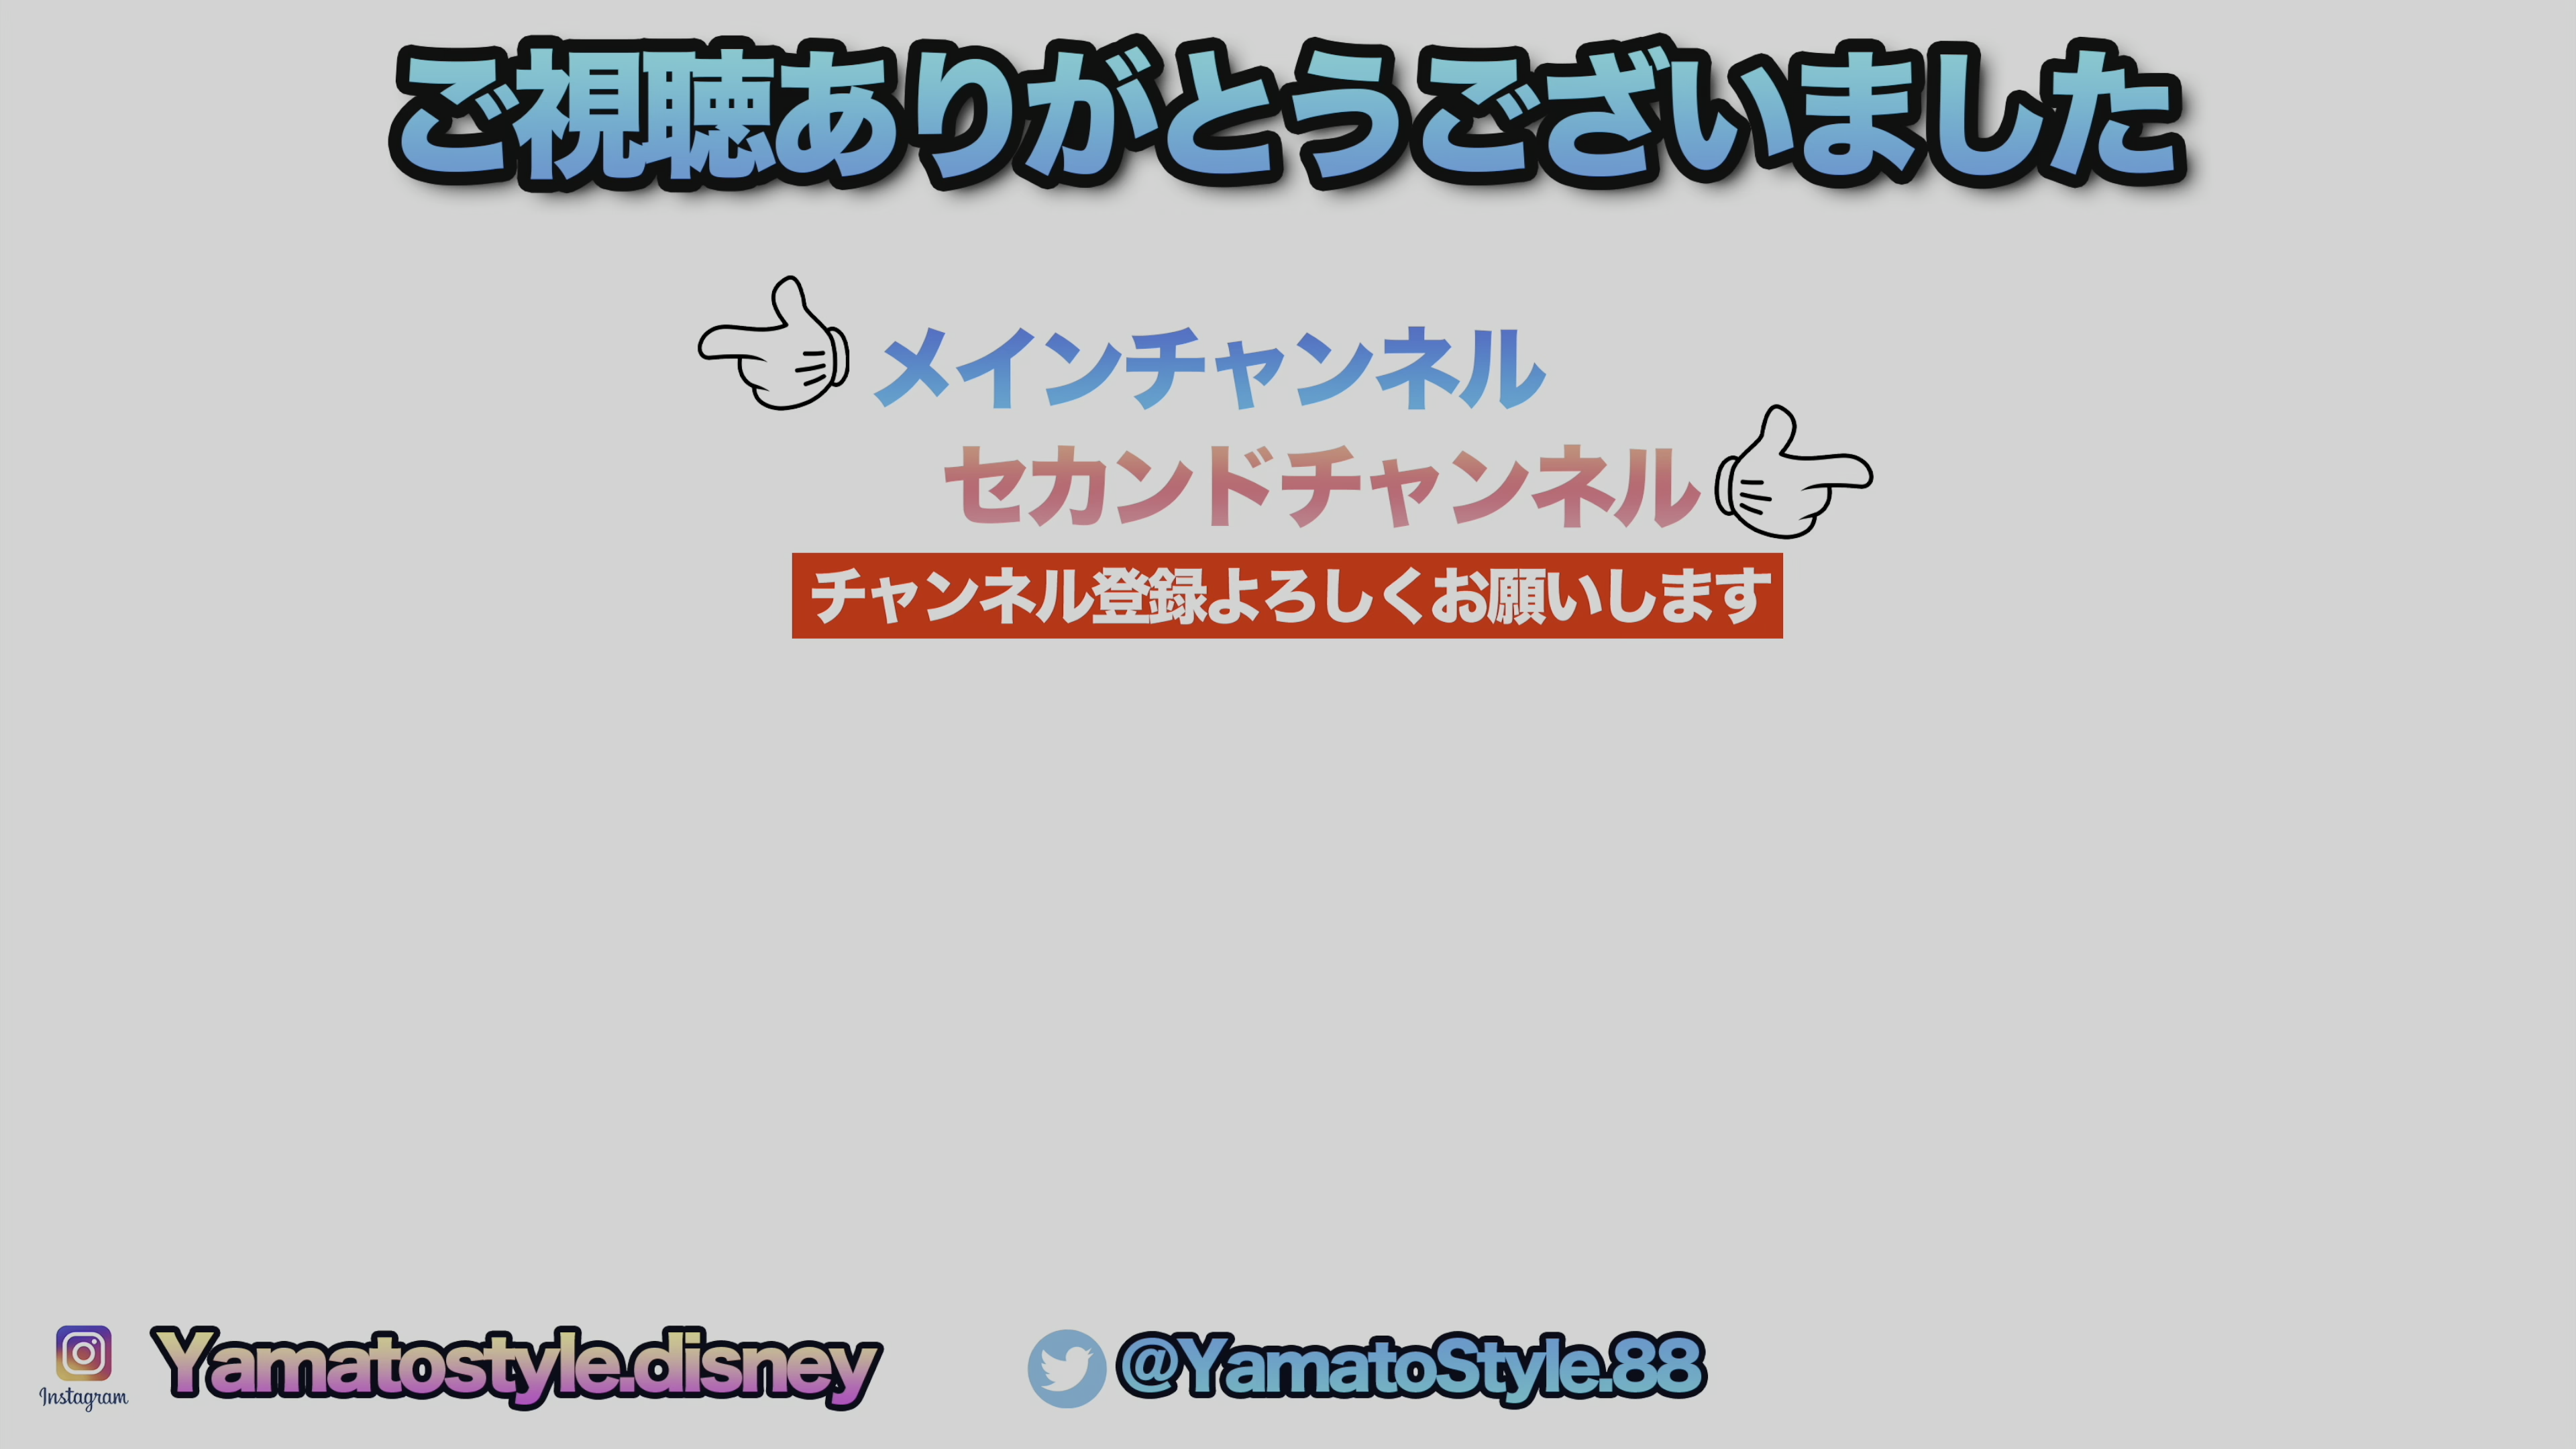 ご視聴ありがとうございました
メインチャンネル
セカンドチャンネル
チャンネル登録よろしくお願いします
Instagram
Yamatostyle.disney
@YamatoStyle.88